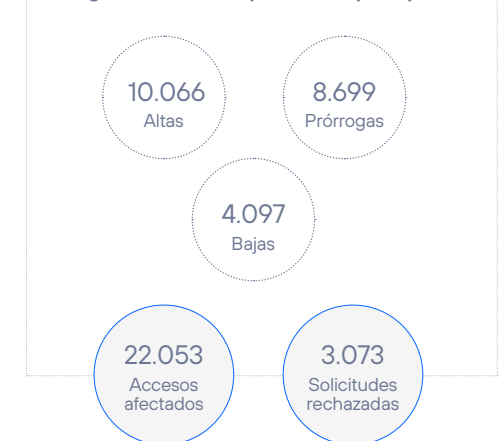 10.066
Altas
8.699
Prórrogas
4.097
Bajas
22.053
Accesos
afectados
3.073
Solicitudes
rechazadas